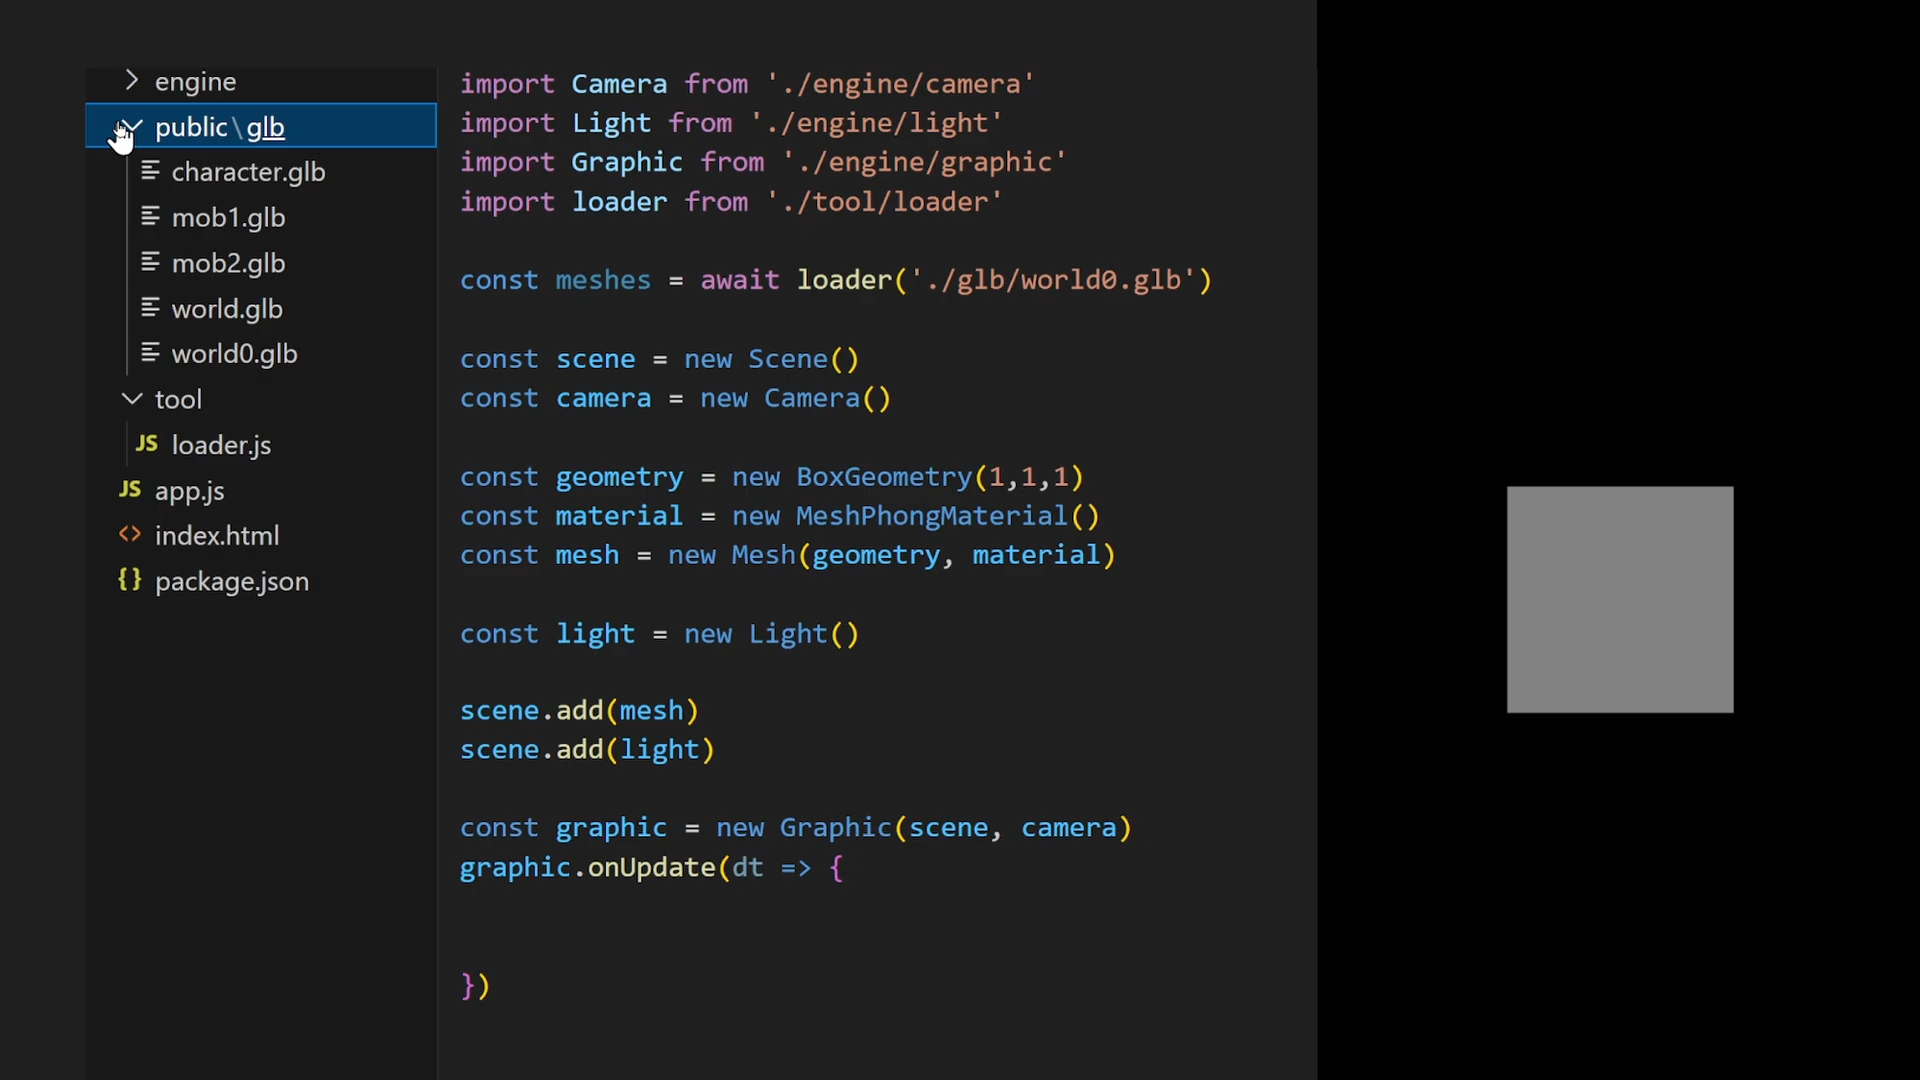 engine
public\glb
character.glb
mob1.glb
mob2.glb
world.glb
world0.glb
tool
JS loader.js
JS app.js
<> index.html
{} package.json
import Camera from './engine/camera'
import Light from './engine/light'
import Graphic from './engine/graphic'
import loader from './tool/loader'
const meshes = await loader('./glb/world0.glb')
const scene = new Scene()
const camera = new Camera()
const geometry = new BoxGeometry(1,1,1)
const material = new MeshPhongMaterial()
const mesh = new Mesh(geometry, material)
const light = new Light()
scene.add(mesh)
scene.add(light)
const graphic = new Graphic(scene, camera)
graphic.onUpdate(dt => {
})